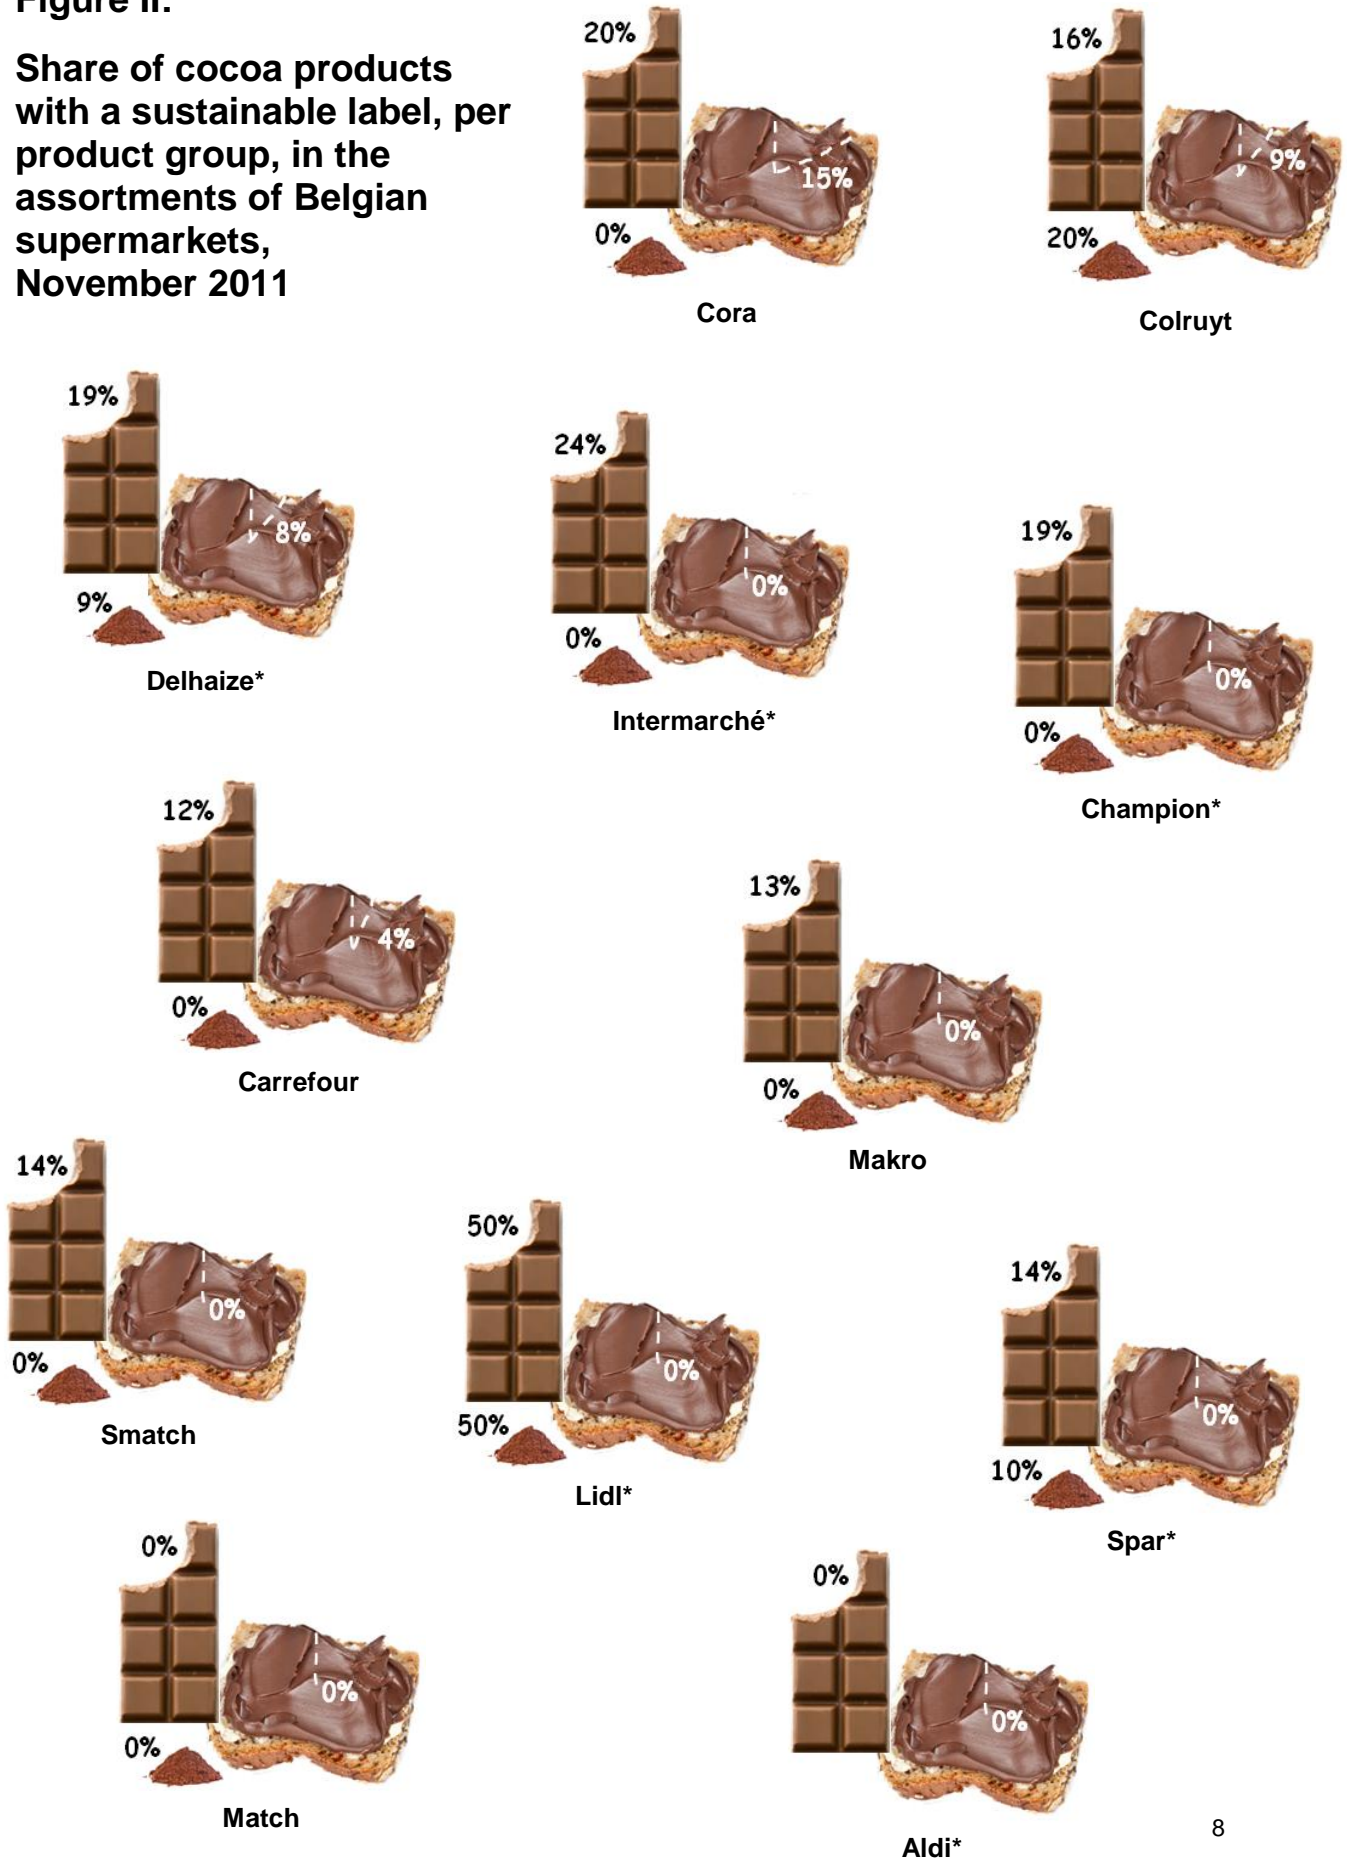 Figure II:
Share of cocoa products
with a sustainable label, per
product group, in the
assortments of Belgian
supermarkets,
November 2011
20%
15%
0%
Cora
16%
9%
20%
Colruyt
19%
8%
9%
Delhaize*
24%
0%
0%
Intermarché*
19%
0%
0%
Champion*
12%
4%
0%
Carrefour
13%
0%
0%
Makro
14%
0%
0%
Smatch
50%
0%
50%
Lidl*
14%
0%
10%
Spar*
0%
0%
0%
Match
0%
0%
Aldi*
8